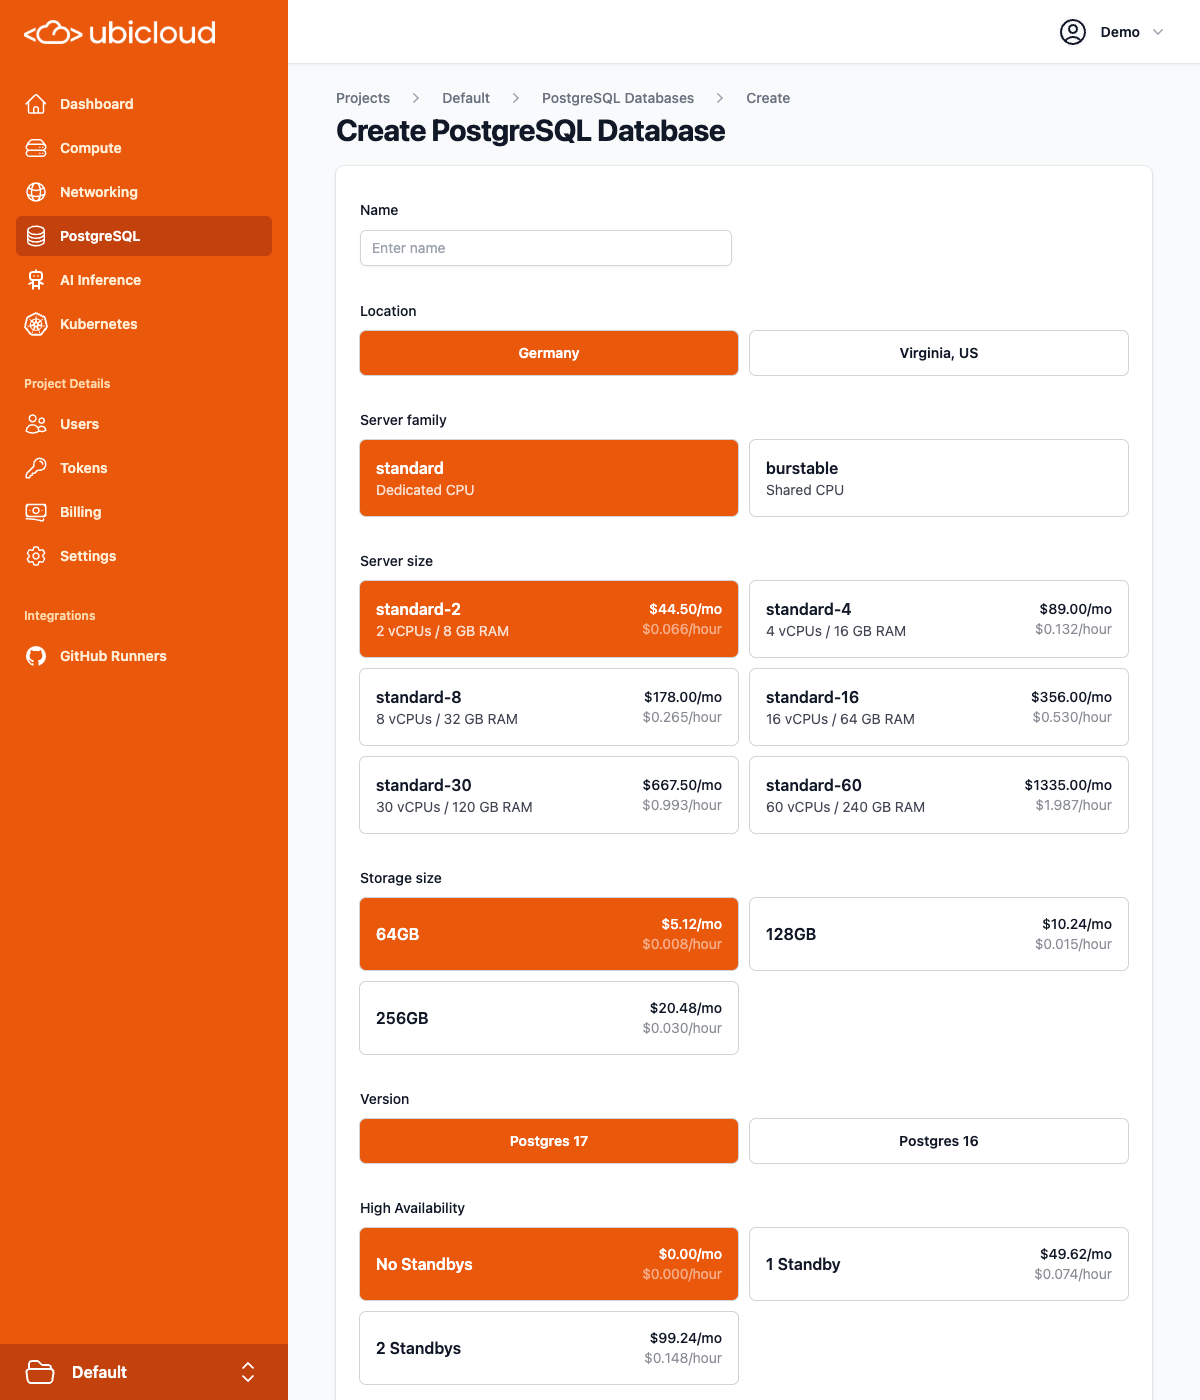 ubicloud
Demo
Dashboard
Compute
Networking
PostgreSQL
AI Inference
Kubernetes
Project Details
Users
Tokens
Billing
Settings
Integrations
GitHub Runners
Default
Projects > Default > PostgreSQL Databases > Create
Create PostgreSQL Database
Name
Enter name
Location
Germany
Virginia, US
Server family
standard
Dedicated CPU
burstable
Shared CPU
Server size
standard-2 $44.50/mo
2 vCPUs / 8 GB RAM $0.066/hour
standard-4 $89.00/mo
4 vCPUs / 16 GB RAM $0.132/hour
standard-8 $178.00/mo
8 vCPUs / 32 GB RAM $0.265/hour
standard-16 $356.00/mo
16 vCPUs / 64 GB RAM $0.530/hour
standard-30 $667.50/mo
30 vCPUs / 120 GB RAM $0.993/hour
standard-60 $1335.00/mo
60 vCPUs / 240 GB RAM $1.987/hour
Storage size
64GB
$5.12/mo
$0.008/hour
128GB
$10.24/mo
$0.015/hour
256GB
$20.48/mo
$0.030/hour
Version
Postgres 17
Postgres 16
High Availability
No Standbys
$0.00/mo
$0.000/hour
1 Standby
$49.62/mo
$0.074/hour
2 Standbys
$99.24/mo
$0.148/hour